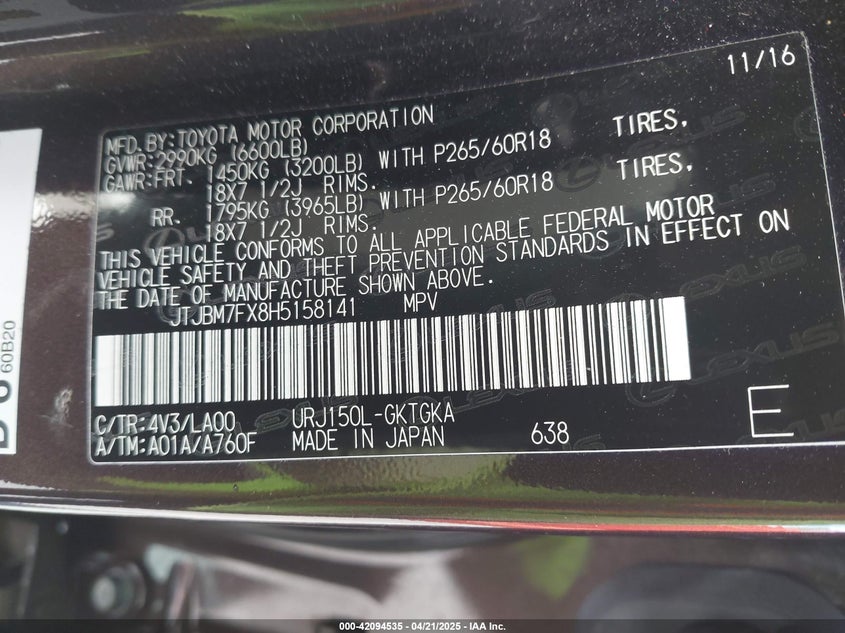 11/16
MFD.BY:TOYOTA MOTOR CORPORATION
GVWR:2990KG (6600LB)
GAWR:FRT. 1450KG (3200LB) WITH P265/60R18 TIRES,
18X7 1/2J RIMS.
RR. 1795KG (3965LB) WITH P265/60R18 TIRES,
18X7 1/2J RIMS.
THIS VEHICLE CONFORMS TO ALL APPLICABLE FEDERAL MOTOR
VEHICLE SAFETY AND THEFT PREVENTION STANDARDS IN EFFECT ON
THE DATE OF MANUFACTURE SHOWN ABOVE.
JTJBM7FX8H5158141 MPV
C/TR:4V3/LA00 URJ150L-GKTGKA
A/TM:A01A/A760F MADE IN JAPAN 638 E
60B20
LEXUS
000-42094535 - 04/21/2025 - IAA Inc.